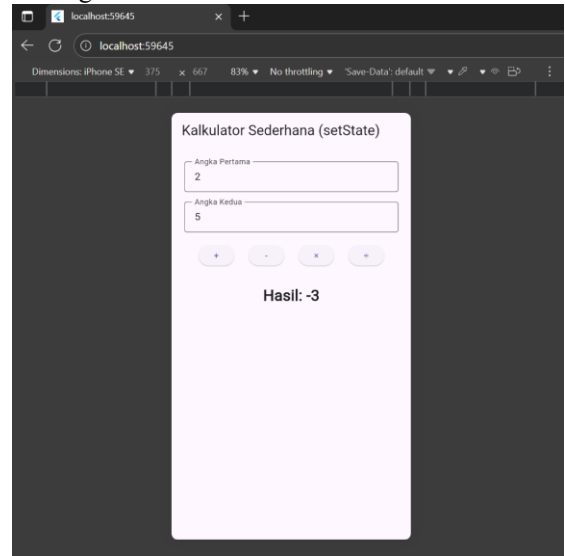 localhost:59645
localhost:59645
Dimensions: iPhone SE 375 x 667 83% No throttling 'Save-Data': default
Kalkulator Sederhana (setState)
Angka Pertama
2
Angka Kedua
5
+ - × ÷
Hasil: -3